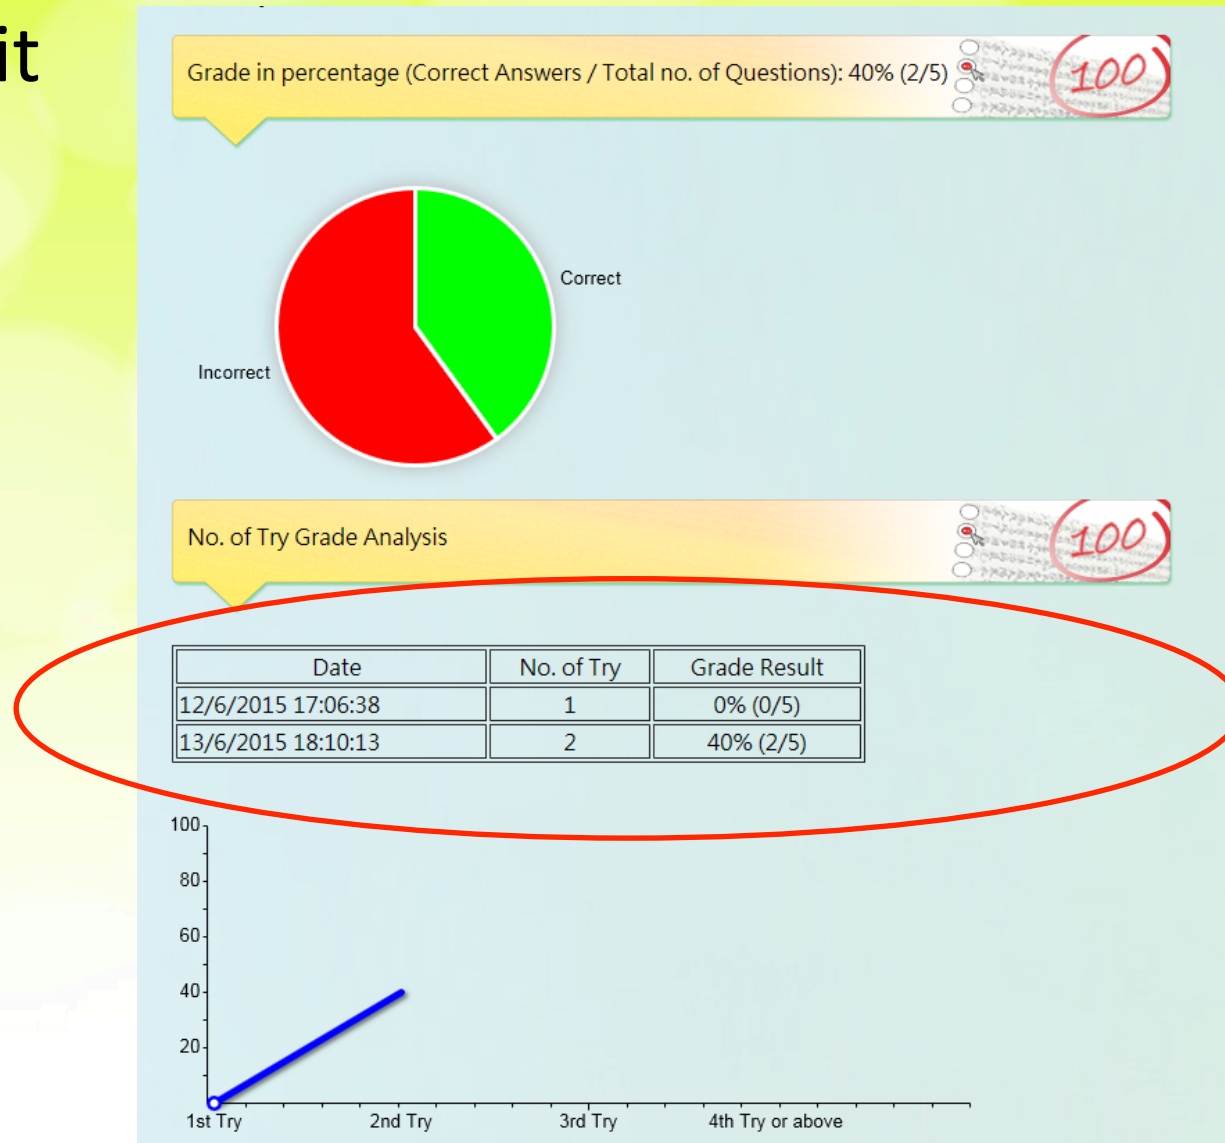 it
Grade in percentage (Correct Answers / Total no. of Questions): 40% (2/5)
100
Correct
Incorrect
No. of Try Grade Analysis
100
Date No. of Try Grade Result
12/6/2015 17:06:38 1 0% (0/5)
13/6/2015 18:10:13 2 40% (2/5)
100
80
60
40
20
1st Try 2nd Try 3rd Try 4th Try or above